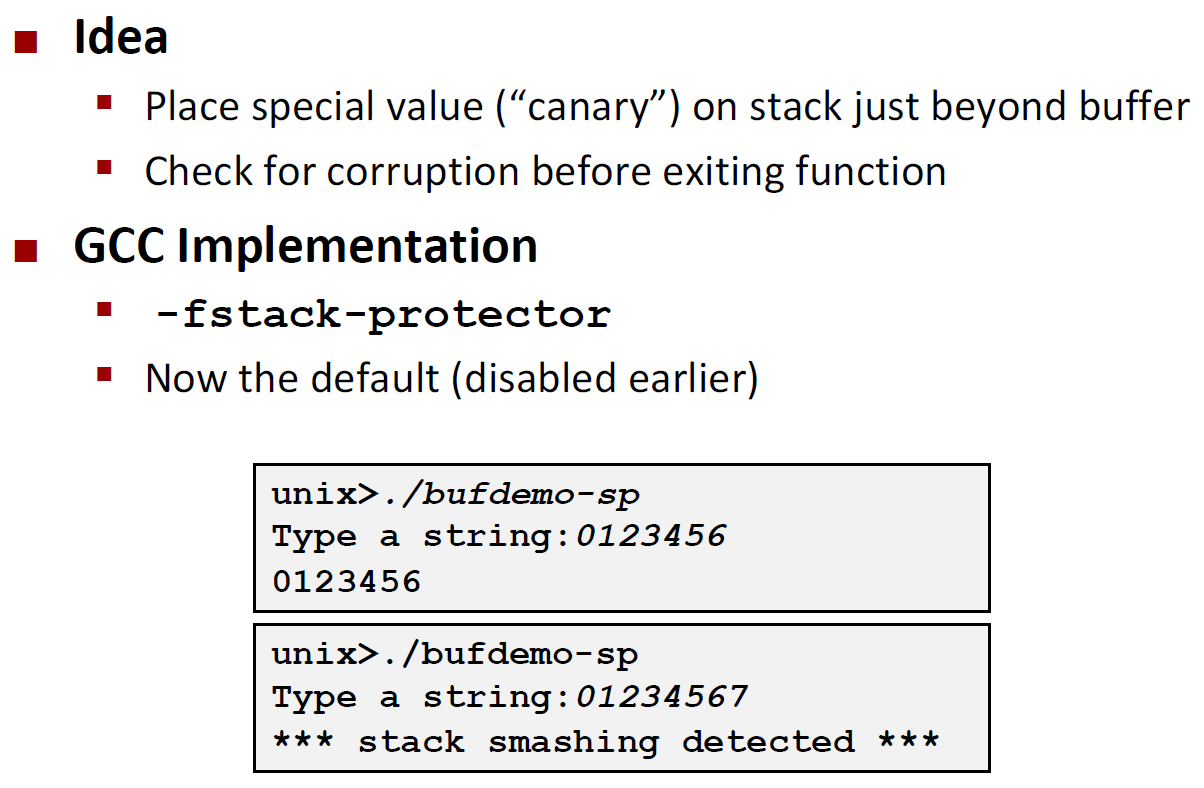 Idea
Place special value (“canary”) on stack just beyond buffer
Check for corruption before exiting function
GCC Implementation
-fstack-protector
Now the default (disabled earlier)
unix>./bufdemo-sp
Type a string:0123456
0123456
unix>./bufdemo-sp
Type a string:01234567
*** stack smashing detected ***